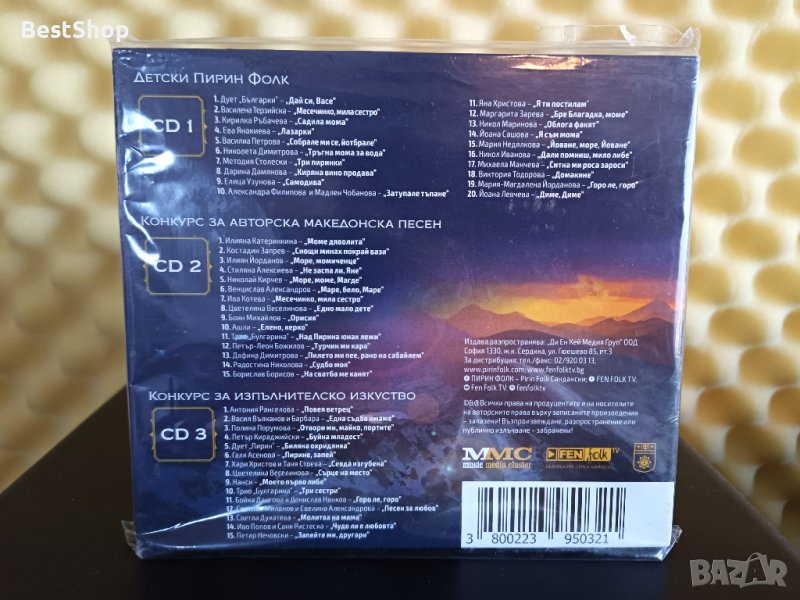 BestShop
Детски Пирин Фолк
CD 1
1. Дует „Българки" – „Дай си, Васе"
2. Василена Терзийска – „Месечинко, мила сестро"
3. Кирилка Ръбачева – „Садила мома"
4. Ева Янакиева – „Лазарки"
5. Василиа Петрова – „Собрале ми се, йотбрале"
6. Николета Димитрова – „Тръгна мома за вода"
7. Методия Столески – „Три пиринки"
8. Дарина Дамянова – „Киряна вино продава"
9. Елица Узунова – „Самодива"
10. Александра Филипова и Мадлен Чобанова – „Затупале тъпане"
11. Яна Христова – „Я ти постилам"
12. Маргарита Зарева – „Бре Благадка, моме"
13. Никол Маринова – „Облога факят"
14. Йоана Сашова – „Я съм мома"
15. Мария Недялкова – „Йоване, море, Йоване"
16. Никол Иванова – „Дали помниш, мило либе"
17. Михаела Манчева – „Ситна ми роса зароси"
18. Виктория Тодорова – „Домакине"
19. Мария-Магдалена Йорданова – „Горо ле, горо"
20. Йоана Левчева – „Диме, Диме"
Конкурс за авторска македонска песен
CD 2
1. Илияна Катеринкина – „Моме дяволита"
2. Костадин Запрев – „Снощи минах покрай вази"
3. Илиян Йорданов – „Море, момиченце"
4. Стиляна Алексиева – „Не заспа ли, Яне"
5. Николай Кирчев – „Море, моме, Магде"
6. Венцислав Александров – „Маре, бело, Маре"
7. Ива Котева – „Месечинко, мила сестро"
8. Цветелина Веселинова – „Едно мало дете"
9. Боян Михайлов – „Орисия"
10. Ашли – „Елено, керко"
11. Трио „Булгарина" – „Над Пирина юнак лежи"
12. Петър-Леон Божилов – „Турчин ми кара"
13. Дафина Димитрова – „Пилето ми пее, рано на сабайлем"
14. Радостина Николова – „Судбо моя"
15. Борислав Борисов – „На сватба ме канят"
Издава разпространява: „Ди Ен Кей Медия Груп" ООД
София 1330, ж.к. Сердика, ул. Гюешево 85, ет.3
За дистрибуция: тел./факт: 02/920 03 13,
www.pirinfolk.com, www.fenfolktv.bg
ПИРИН ФОЛК – Pirin Folk Сандански; FEN FOLK TV;
Fen Folk TV; fenfolktv
Всички права на продуцентите и на носителите
на авторските права върху записаните произведения
– запазени! Възпроизвеждане, разпространение или
публично излъчване – забранени!
Конкурс за изпълнителско изкуство
CD 3
1. Антония Рангелова – „Повея ветрец"
2. Васил Вълканов и Барбара – „Една съдба имаме"
3. Полина Порумова – „Отвори ми, майко, портите"
4. Петър Кираджийски – „Буйна младост"
5. Дует „Пирин" – „Биляна охридянка"
6. Галя Асенова – „Пирине, запей"
7. Хари Христов и Таня Стоева – „Севда изгубена"
8. Цветелина Веселинова – „Сърце на место"
9. Нанси – „Моето първо либе"
10. Трио „Булгарина" – „Три сестри"
11. Бойка Дангова и Денислав Нанков – „Горо ле, горо"
12. Миланов и Евелина Александрова – „Песен за любов"
13. Светла Духатева – „Молитва на мама"
14. Иво Попов и Саня Ристеска – „Чудо ли е любовта"
15. Петар Нечовски – „Запейте ми, другари"
MMC
music media cluster
FEN folk TV
3 800223 950321
BAZAR